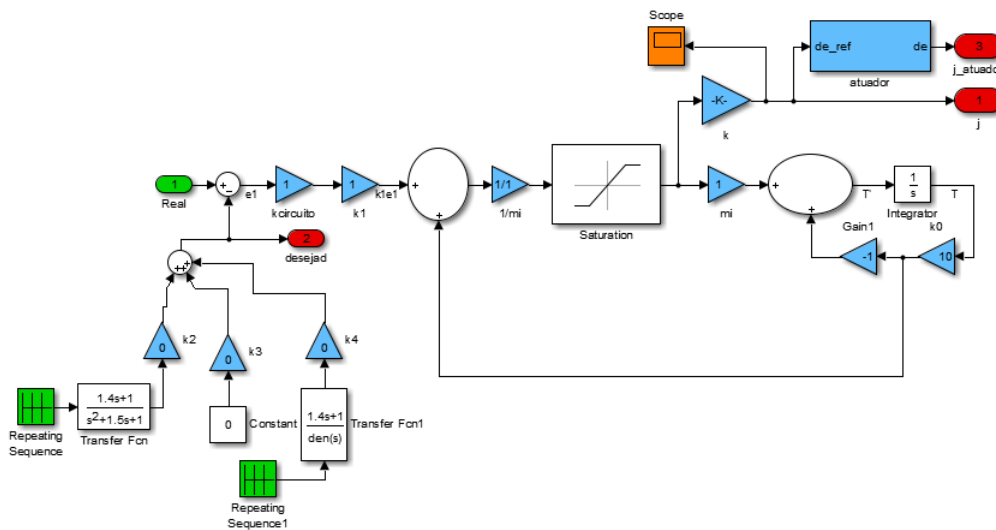 Scope
de_ref
de
3
atuador
j_atuador
-K-
k
1
j
1
Real
+
-
e1
1
kcircuito
1
k1
k1e1
+
+
1/1
1/mi
Saturation
1
mi
+
+
T'
1
s
Integrator
T
Gain1
-1
k0
10
2
desejad
+
+
+
0
k2
0
k3
0
k4
1.4s+1
s²+1.5s+1
Transfer Fcn
Repeating
Sequence
0
Constant
1.4s+1
den(s)
Transfer Fcn1
Repeating
Sequence1